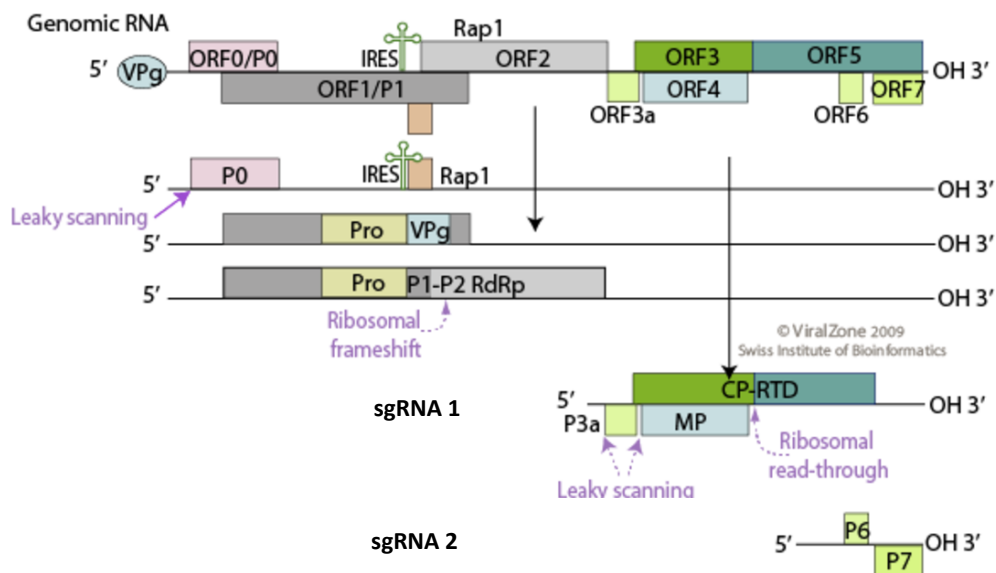 Genomic RNA
5' VPg ORF0/P0 IRES Rap1 ORF2 ORF3 ORF5 OH 3'
ORF1/P1 ORF3a ORF4 ORF6 ORF7
5' P0 IRES Rap1 OH 3'
Leaky scanning
5' Pro VPg OH 3'
5' Pro P1-P2 RdRp OH 3'
Ribosomal
frameshift
© ViralZone 2009
Swiss Institute of Bioinformatics
sgRNA 1
5' CP-RTD OH 3'
P3a MP
Leaky scanning
Ribosomal
read-through
sgRNA 2
5' P6 OH 3'
P7